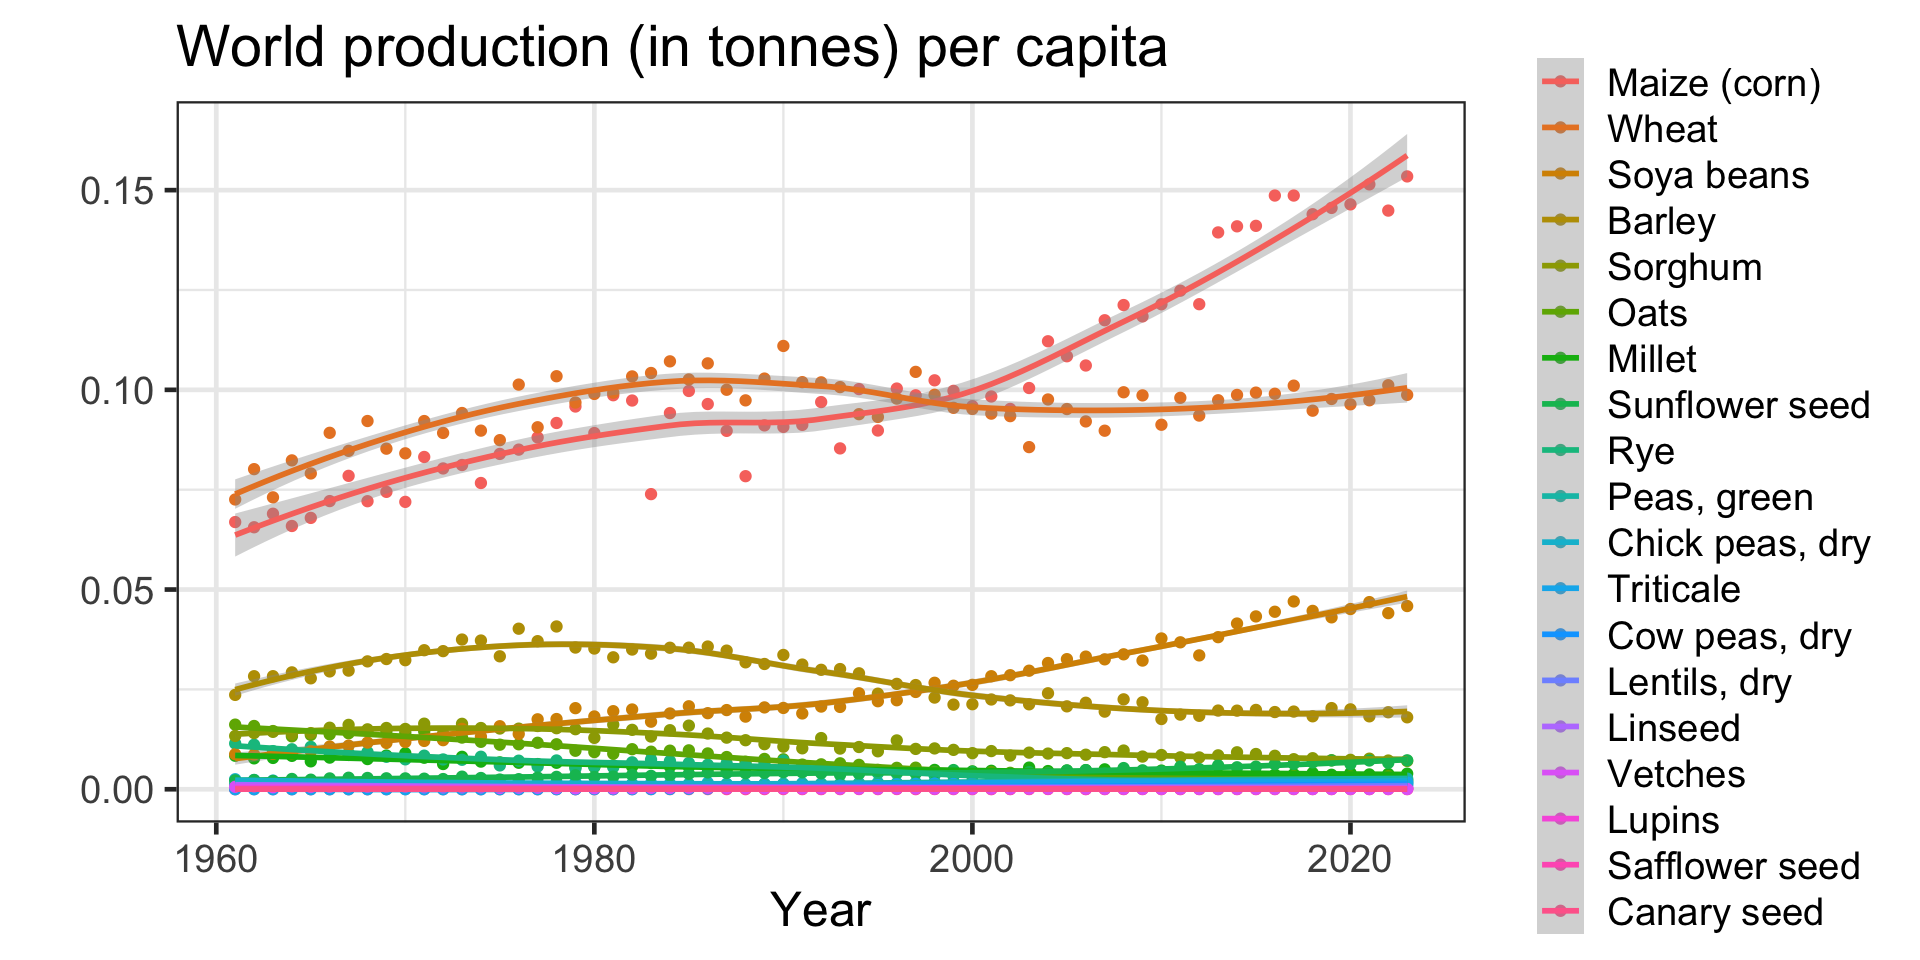 World production (in tonnes) per capita
0.15
0.10
0.05
0.00
1960
1980
2000
2020
Year
Maize (corn)
Wheat
Soya beans
Barley
Sorghum
Oats
Millet
Sunflower seed
Rye
Peas, green
Chick peas, dry
Triticale
Cow peas, dry
Lentils, dry
Linseed
Vetches
Lupins
Safflower seed
Canary seed